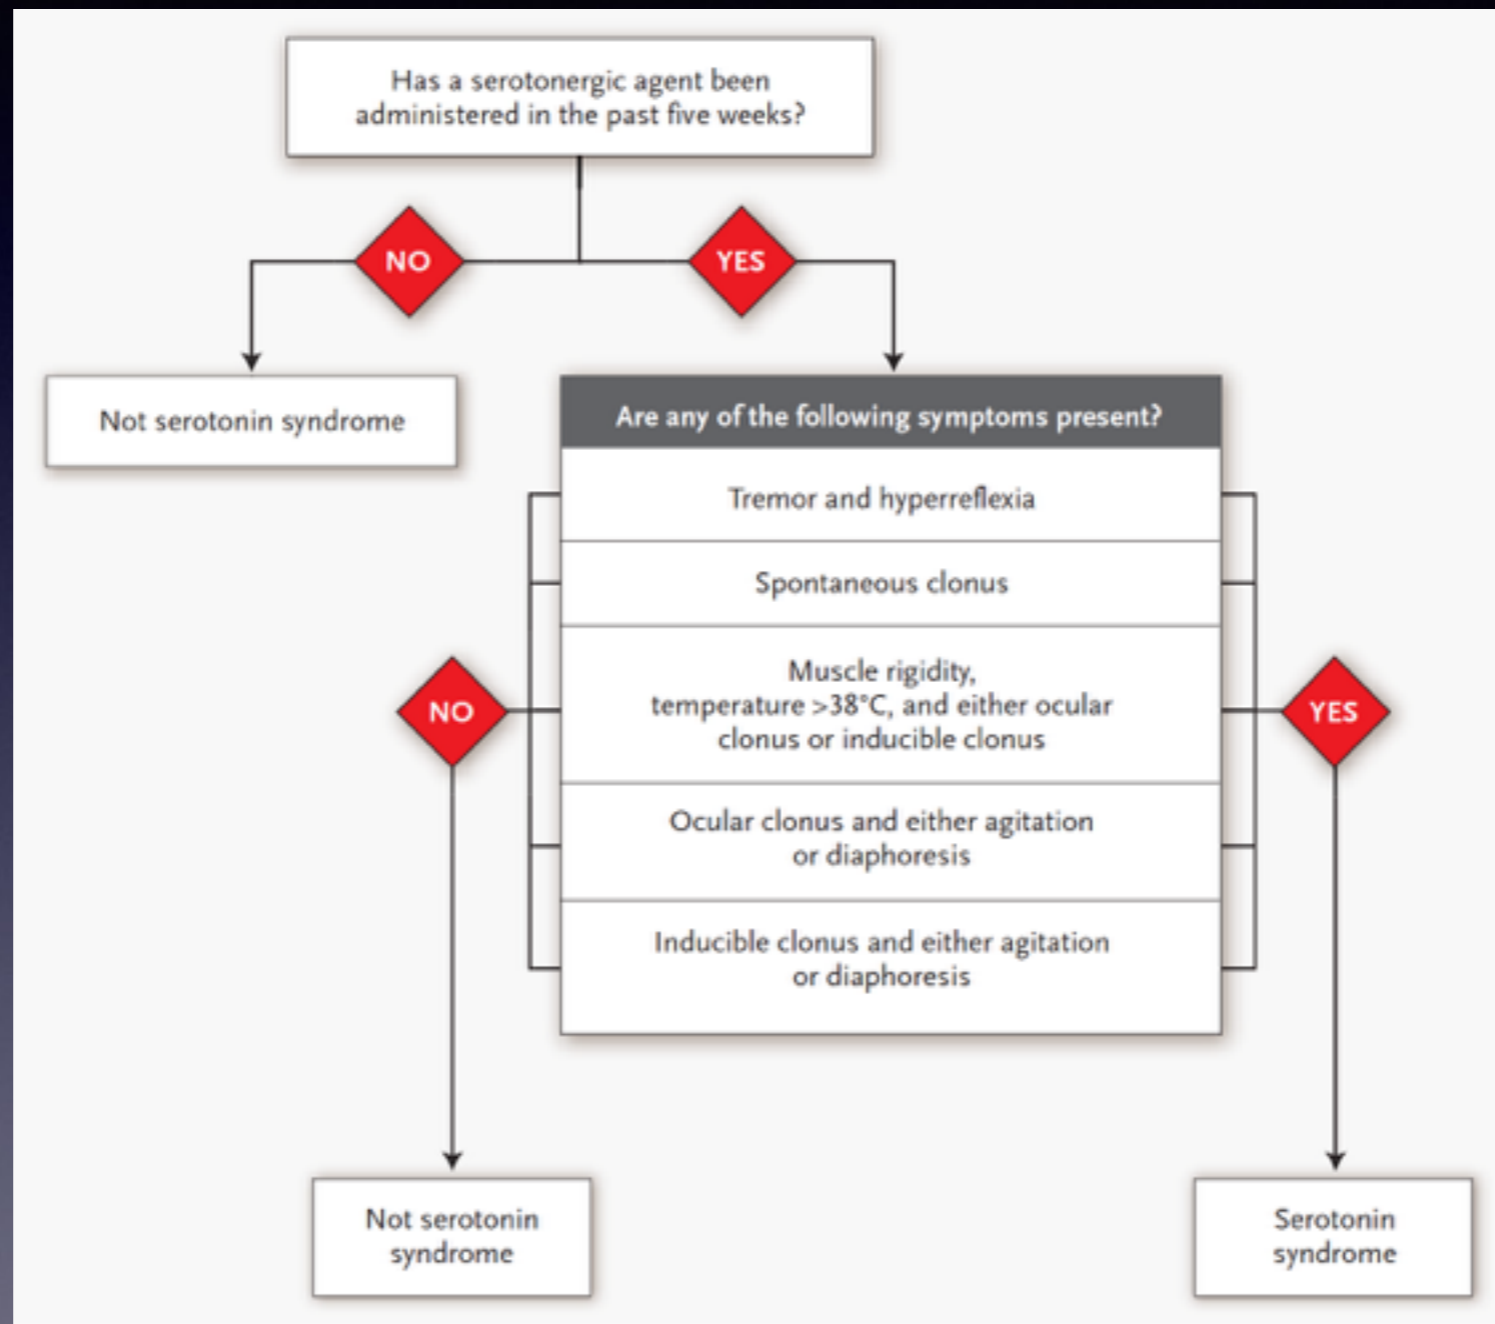 Has a serotonergic agent been
administered in the past five weeks?
NO
YES
Not serotonin syndrome
Are any of the following symptoms present?
Tremor and hyperreflexia
Spontaneous clonus
Muscle rigidity,
temperature >38°C, and either ocular
clonus or inducible clonus
NO
YES
Ocular clonus and either agitation
or diaphoresis
Inducible clonus and either agitation
or diaphoresis
Not serotonin
syndrome
Serotonin
syndrome